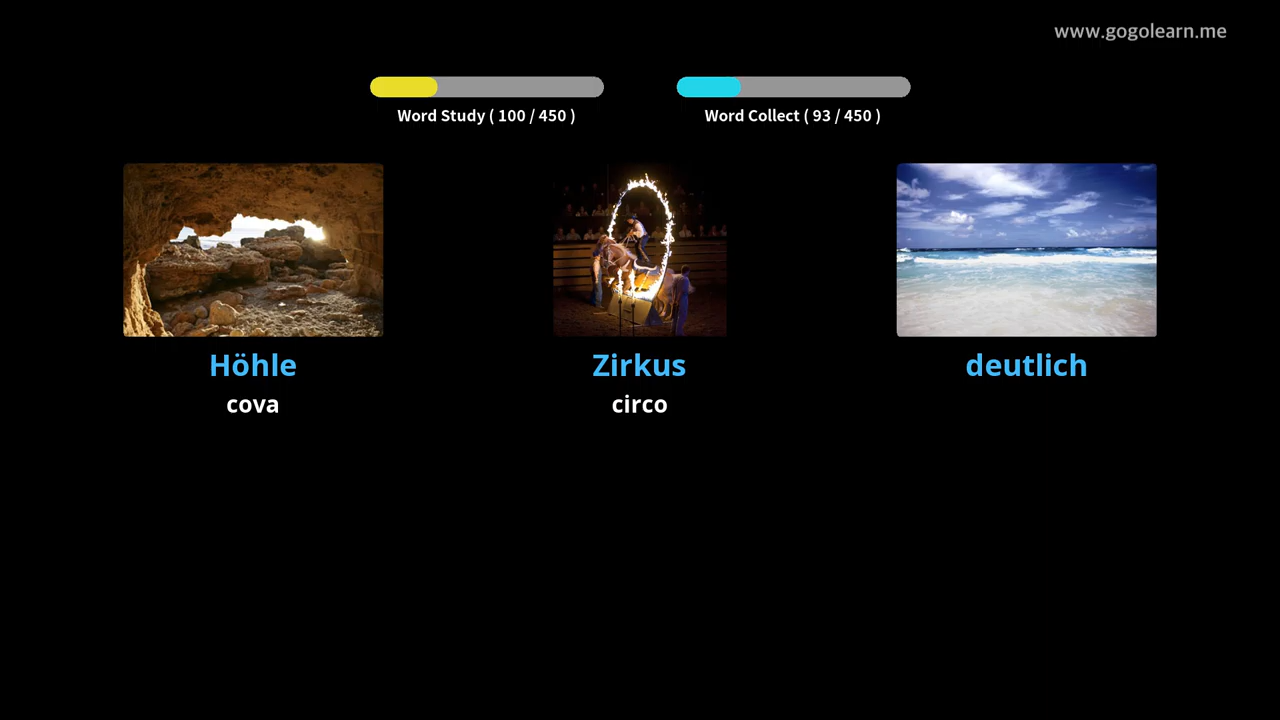 www.gogolearn.me
Word Study ( 100 / 450 )
Word Collect ( 93 / 450 )
Höhle
cova
Zirkus
circo
deutlich